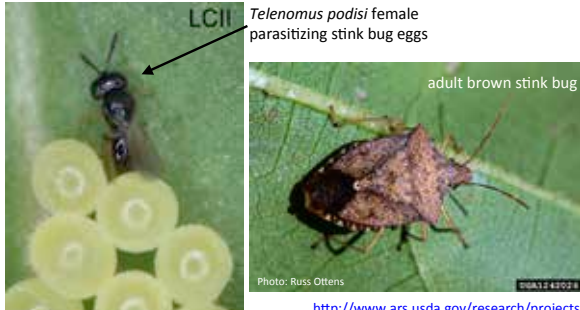 LCII
Telenomus podisi female
parasitizing stink bug eggs
adult brown stink bug
Photo: Russ Ottens
UGA1242024
http://www.ars.usda.gov/research/projects